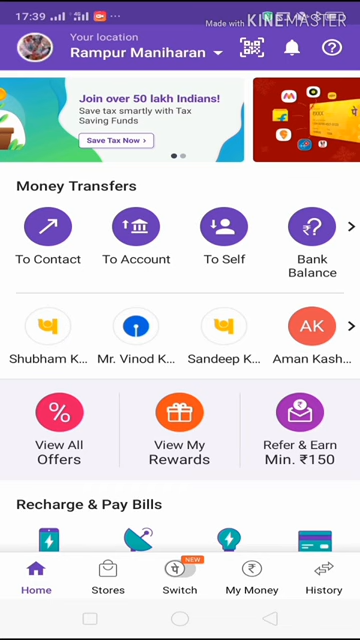 17:39
Made with KINEMASTER
Your location
Rampur Maniharan
Join over 50 lakh Indians!
Save tax smartly with Tax
Saving Funds
Save Tax Now >
Money Transfers
To Contact
To Account
To Self
Bank
Balance
Shubham K...
Mr. Vinod K...
Sandeep K...
AK
Aman Kash...
View All
Offers
View My
Rewards
Refer & Earn
Min. ₹150
Recharge & Pay Bills
NEW
Home
Stores
Switch
My Money
History